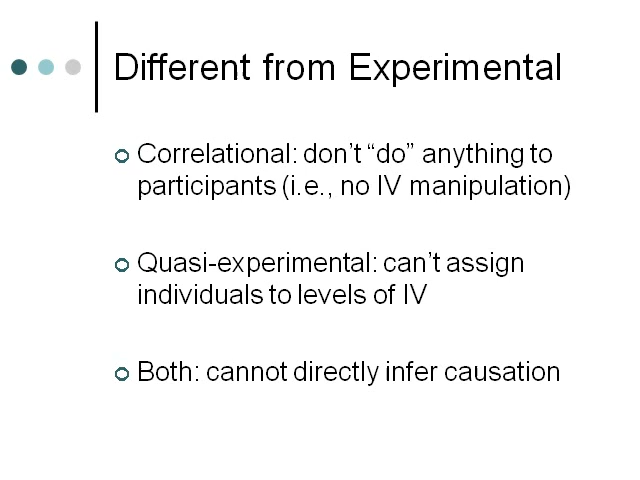 Different from Experimental
Correlational: don’t “do” anything to
participants (i.e., no IV manipulation)
Quasi-experimental: can’t assign
individuals to levels of IV
Both: cannot directly infer causation